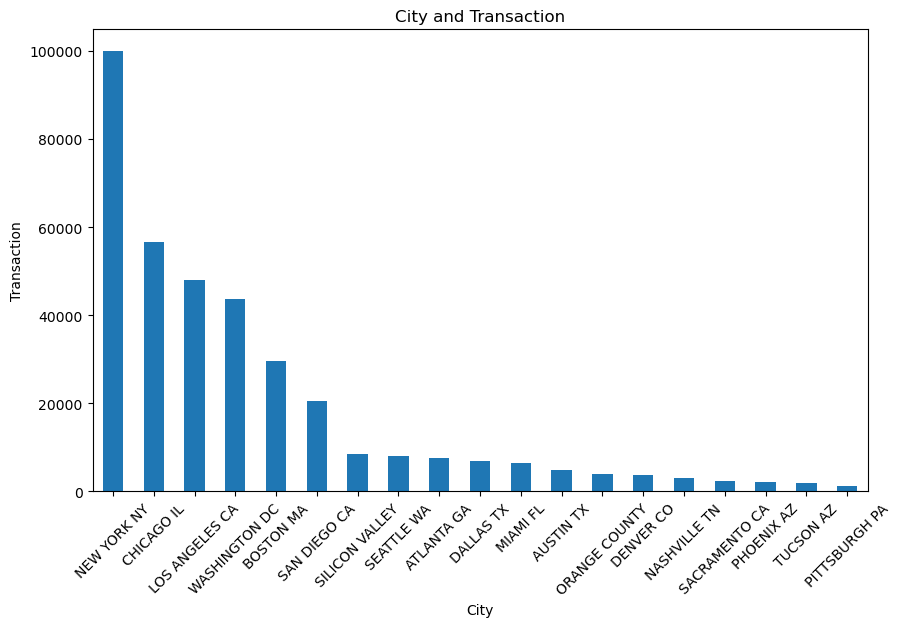 City and Transaction
Transaction
100000
80000
60000
40000
20000
0
NEW YORK NY
CHICAGO IL
LOS ANGELES CA
WASHINGTON DC
BOSTON MA
SAN DIEGO CA
SILICON VALLEY
SEATTLE WA
ATLANTA GA
DALLAS TX
MIAMI FL
AUSTIN TX
ORANGE COUNTY
DENVER CO
NASHVILLE TN
SACRAMENTO CA
PHOENIX AZ
TUCSON AZ
PITTSBURGH PA
City